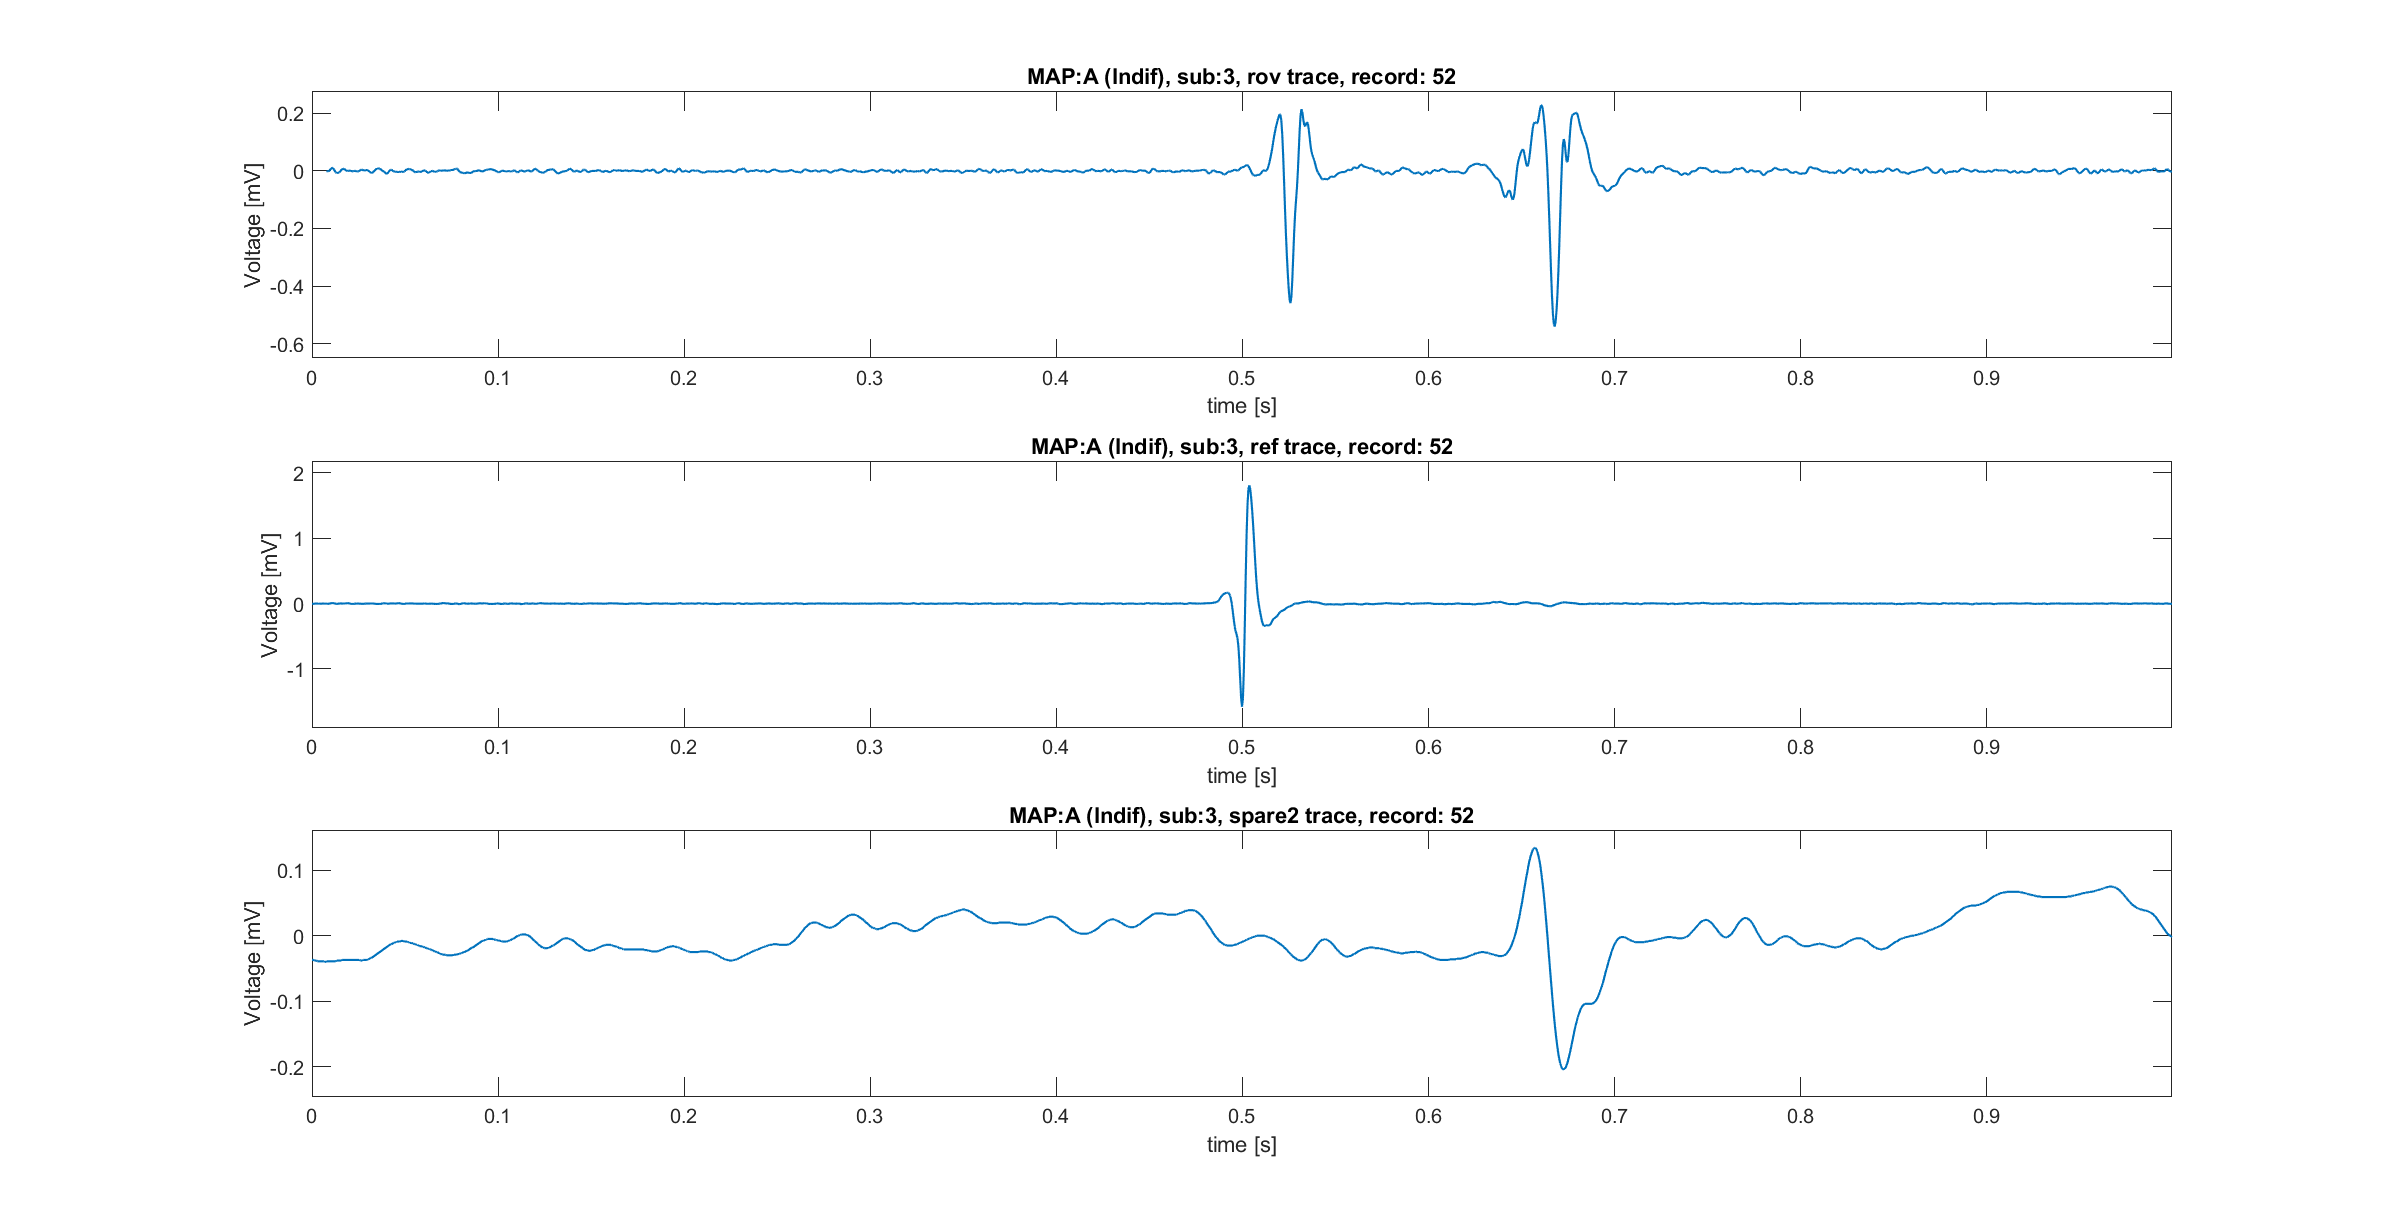 MAP:A (Indif), sub:3, rov trace, record: 52
Voltage [mV]
0.2
0
-0.2
-0.4
-0.6
0 0.1 0.2 0.3 0.4 0.5 0.6 0.7 0.8 0.9
time [s]
MAP:A (Indif), sub:3, ref trace, record: 52
Voltage [mV]
2
1
0
-1
0 0.1 0.2 0.3 0.4 0.5 0.6 0.7 0.8 0.9
time [s]
MAP:A (Indif), sub:3, spare2 trace, record: 52
Voltage [mV]
0.1
0
-0.1
-0.2
0 0.1 0.2 0.3 0.4 0.5 0.6 0.7 0.8 0.9
time [s]